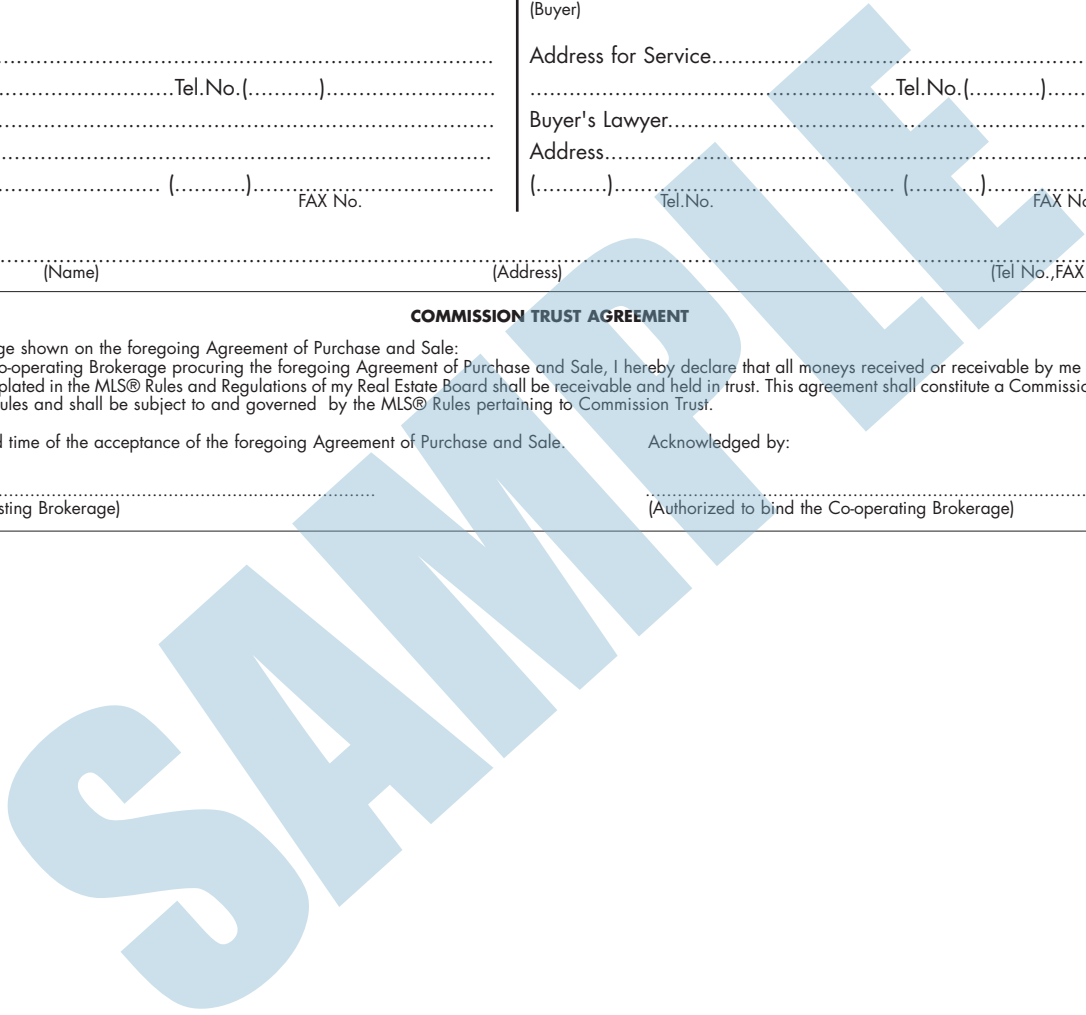 (Buyer)
Address for Service..............................................................
.......................................Tel.No.(...........)..........................
..........................................................Tel.No.(...........)......
Buyer's Lawyer.....................................................................
Address...............................................................................
......................... (..........)......................................
FAX No.
(...........)............................................ (..........)................
Tel.No.
FAX No
(Name) (Address) (Tel No.,FAX
COMMISSION TRUST AGREEMENT
ge shown on the foregoing Agreement of Purchase and Sale:
o-operating Brokerage procuring the foregoing Agreement of Purchase and Sale, I hereby declare that all moneys received or receivable by me
plated in the MLS® Rules and Regulations of my Real Estate Board shall be receivable and held in trust. This agreement shall constitute a Commissio
ules and shall be subject to and governed by the MLS® Rules pertaining to Commission Trust.
d time of the acceptance of the foregoing Agreement of Purchase and Sale. Acknowledged by:
sting Brokerage) (Authorized to bind the Co-operating Brokerage)
SAMPLE